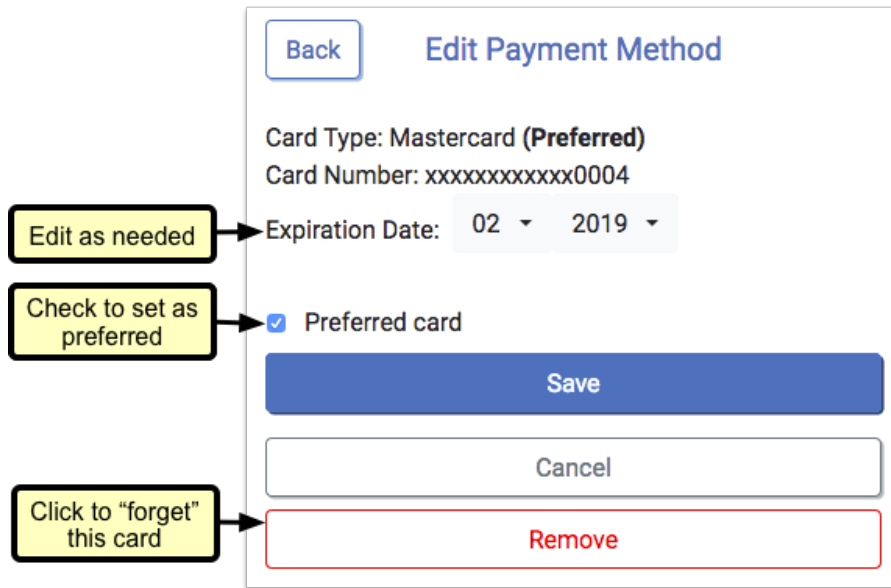 Back
Edit Payment Method
Card Type: Mastercard (Preferred)
Card Number: xxxxxxxxxxxx0004
Edit as needed
Expiration Date: 02 2019
Check to set as
preferred
Preferred card
Save
Cancel
Click to “forget”
this card
Remove